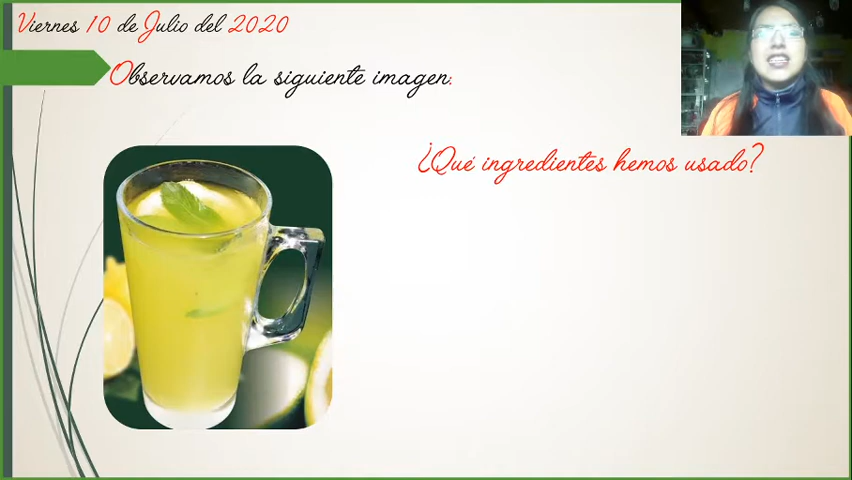 Viernes 10 de Julio del 2020
Observamos la siguiente imagen:
¿Qué ingredientes hemos usado?